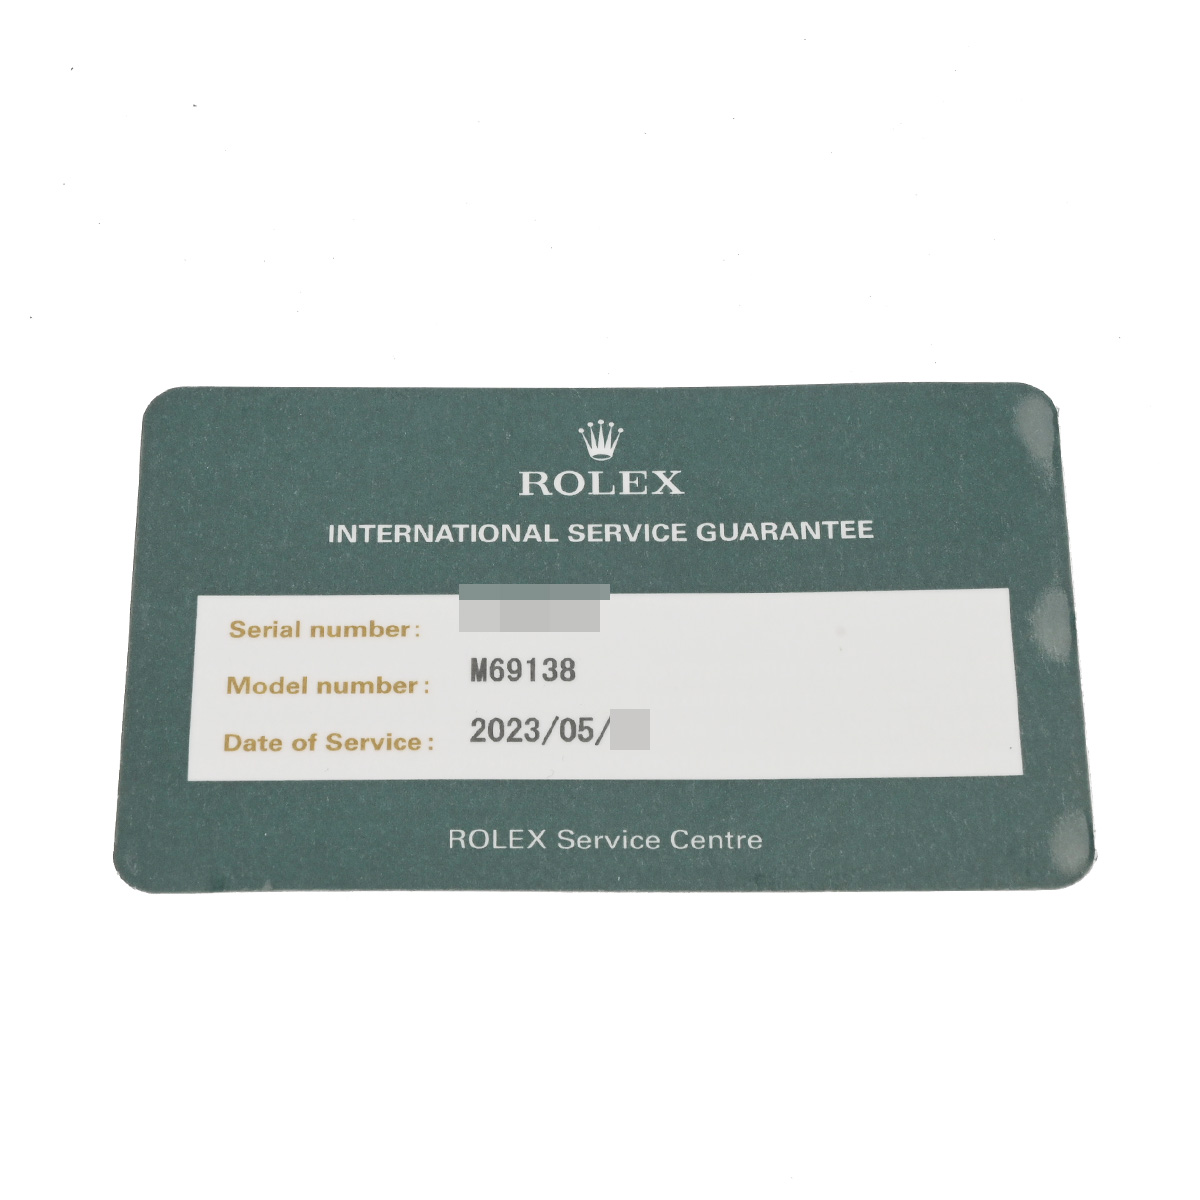 ROLEX
INTERNATIONAL SERVICE GUARANTEE
Serial number:
Model number: M69138
Date of Service: 2023/05/
ROLEX Service Centre